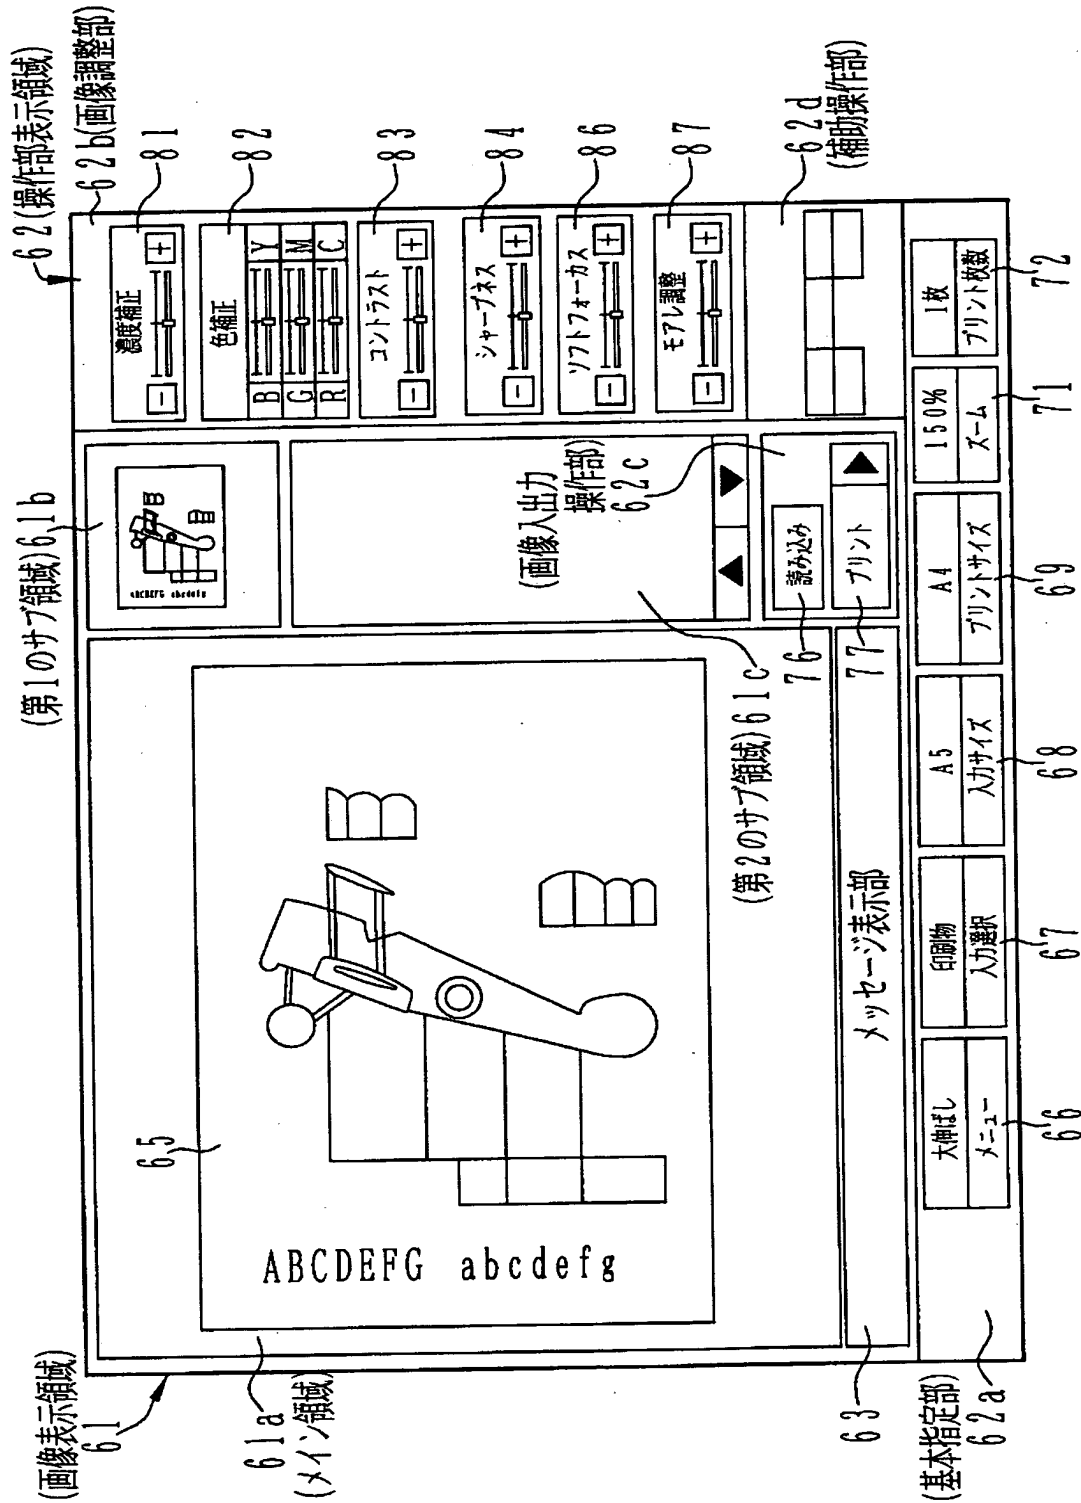 (画像表示領域)
61
(第1のサブ領域)61b
62(操作部表示領域)
62b(画像調整部)
濃度補正
－ ＋
81
色補正
B Y
G M
R C
82
コントラスト
－ ＋
83
シャープネス
－ ＋
84
ソフトフォーカス
－ ＋
86
モアレ調整
－ ＋
87
62d
(補助操作部)
65
ABCDEFG abcdefg
ABCDEFG abcdefg
61a
(メイン領域)
(第2のサブ領域)61c
(画像入出力
操作部)
62c
読み込み
76
プリント
77
メッセージ表示部
63
(基本指定部)
62a
大伸ばし
メニュー
66
印刷物
入力選択
67
A5
入力サイズ
68
A4
プリントサイズ
69
150%
ズーム
71
1枚
プリント枚数
72